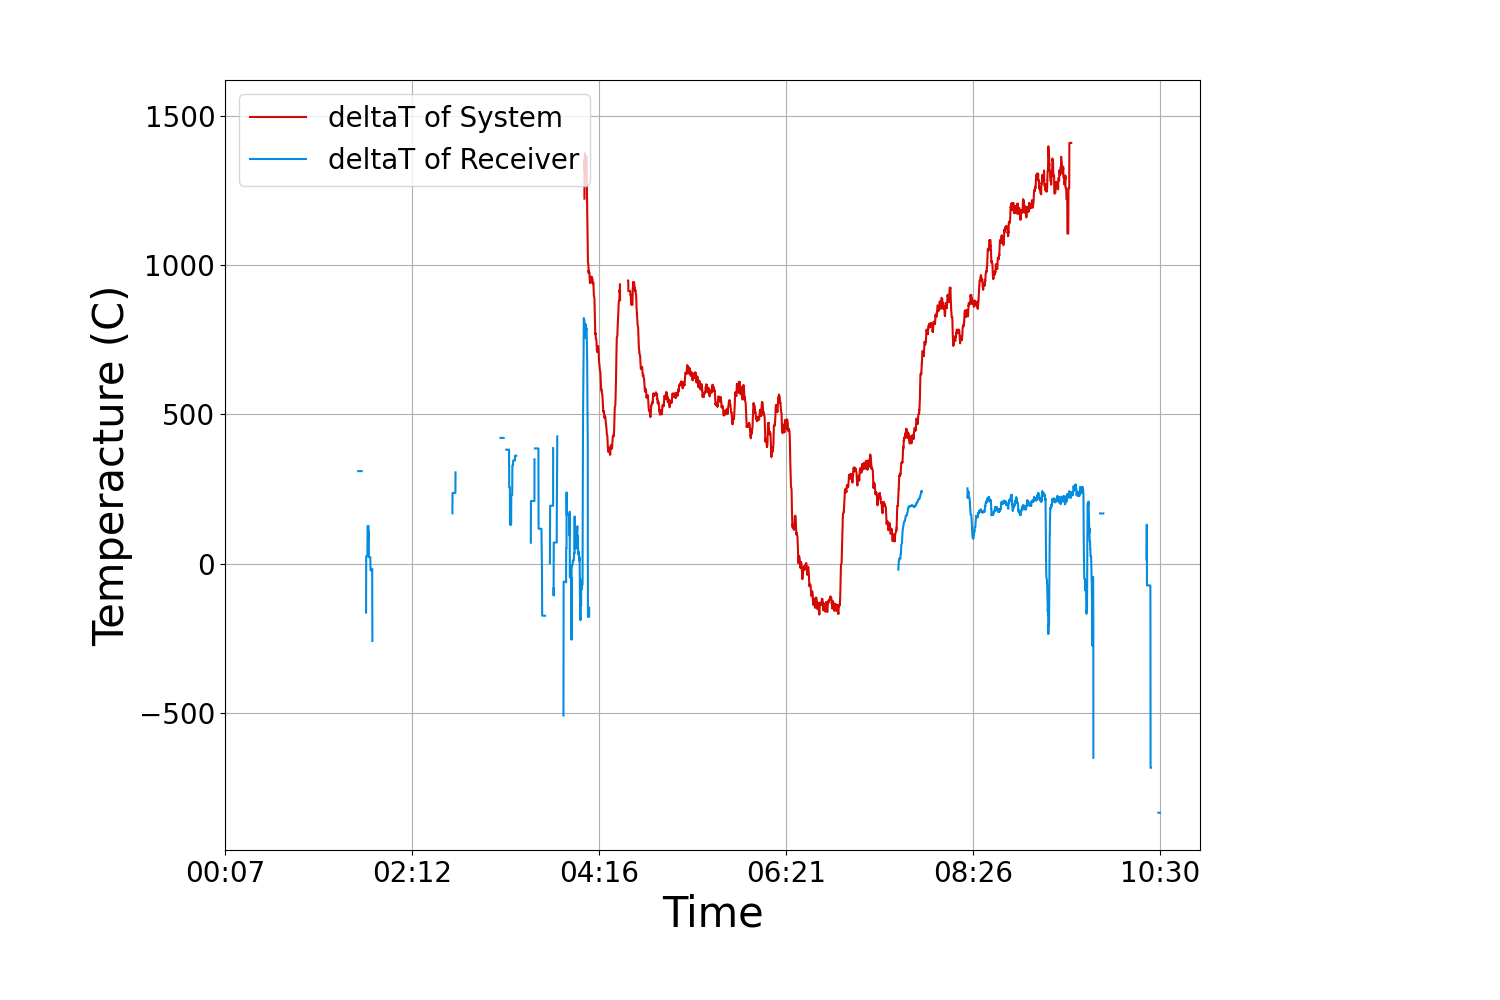 deltaT of System
deltaT of Receiver
1500
1000
500
0
−500
Temperacture (C)
00:07 02:12 04:16 06:21 08:26 10:30
Time